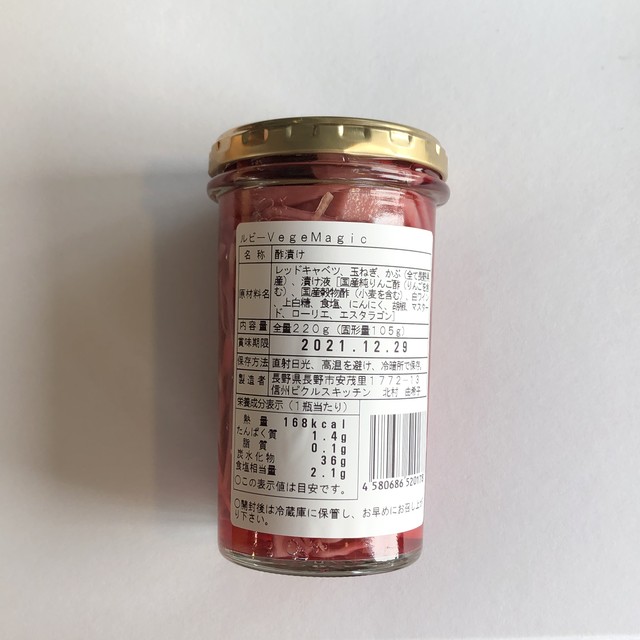 ルビーVegeMagic
名称 酢漬け
原材料名 レッドキャベツ、玉ねぎ、かぶ(全て長野県
産)、漬け液[国産純りんご酢(りんごを含
む)、国産穀物酢(小麦を含む)、白ワイン
、上白糖、食塩、にんにく、胡椒、マスター
ド、ローリエ、エスタラゴン]
内容量 全量220g(固形量105g)
賞味期限 2021.12.29
保存方法 直射日光、高温を避け、冷暗所で保存。
製造者 長野県長野市安茂里1772-13
信州ピクルスキッチン 北村 由希子
栄養成分表示(1瓶当たり)
熱量 168kcal
たんぱく質 1.4g
脂質 0.1g
炭水化物 36g
食塩相当量 2.1g
○この表示値は目安です。
4 580686 52017
○開封後は冷蔵庫に保管し、お早めにお召し上が
り下さい。